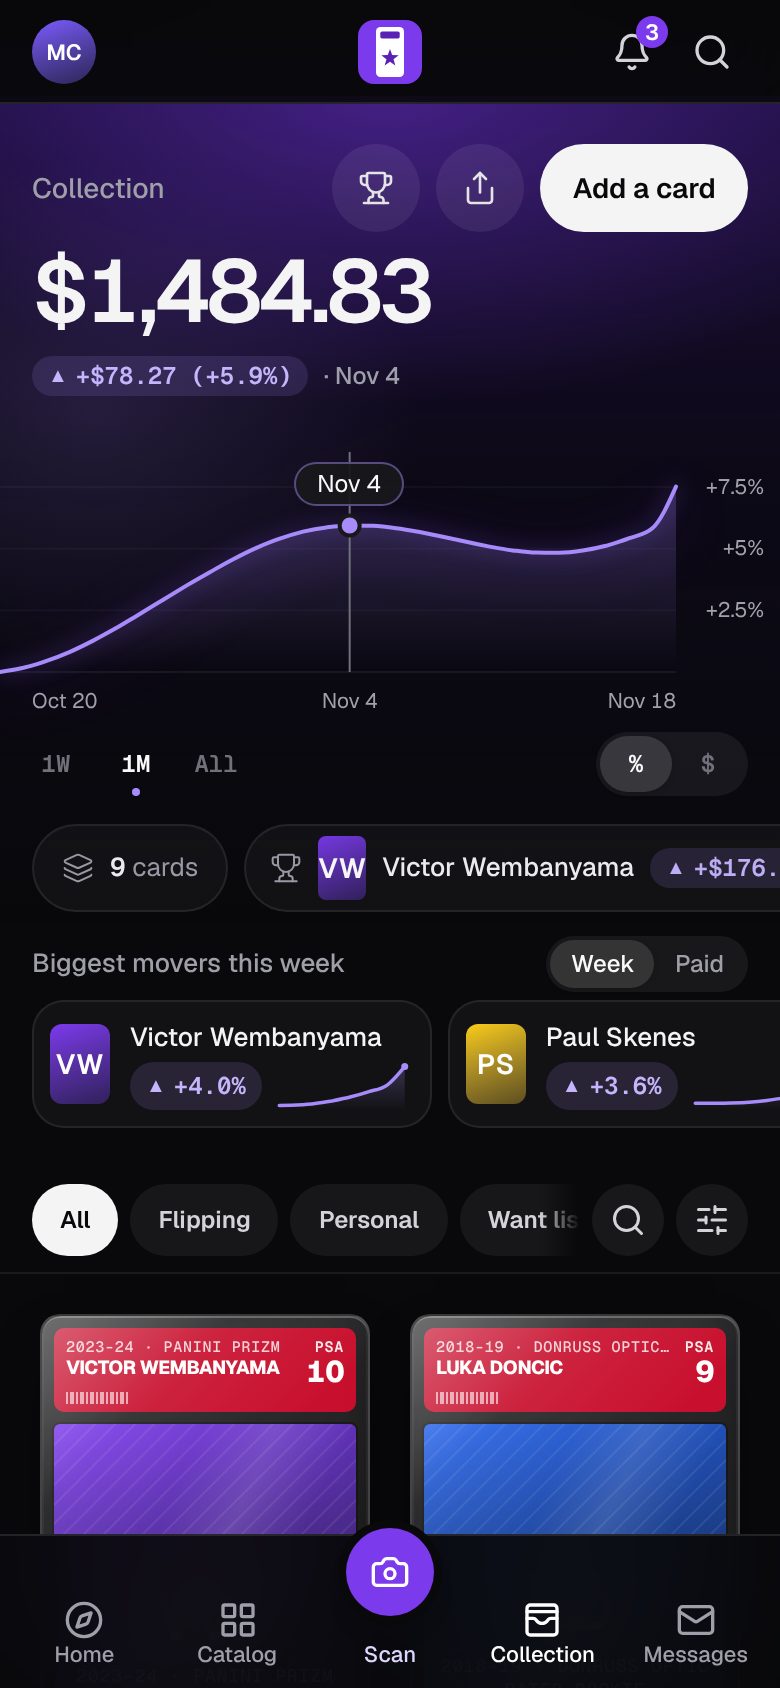 MC
3
Collection
Add a card
$1,484.83
▲ +$78.27 (+5.9%) · Nov 4
Nov 4
+7.5%
+5%
+2.5%
Oct 20 Nov 4 Nov 18
1W 1M All % $
9 cards VW Victor Wembanyama ▲ +$176.
Biggest movers this week Week Paid
VW Victor Wembanyama ▲ +4.0%
PS Paul Skenes ▲ +3.6%
All Flipping Personal Want lis
2023-24 · PANINI PRIZM PSA
VICTOR WEMBANYAMA 10
2018-19 · DONRUSS OPTIC… PSA
LUKA DONCIC 9
Home Catalog Scan Collection Messages
2023-24 · PANINI PRIZM